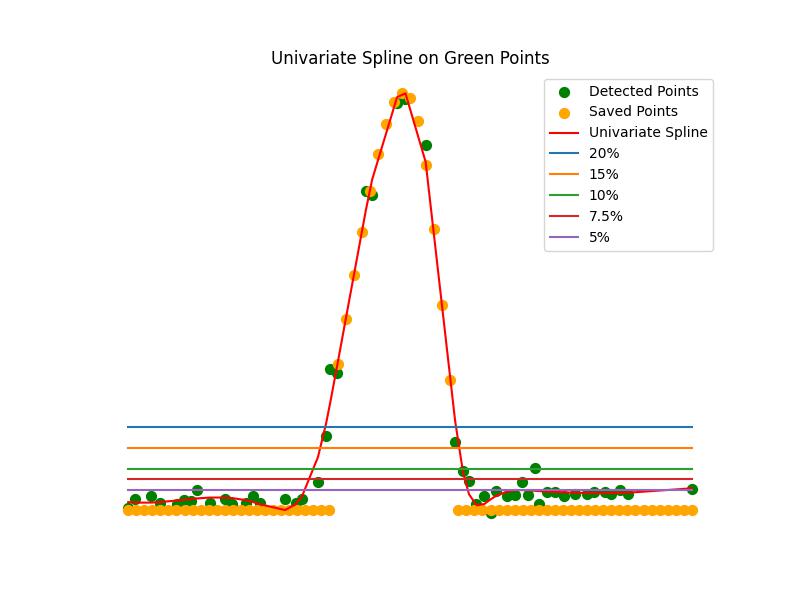 Univariate Spline on Green Points
Detected Points
Saved Points
Univariate Spline
20%
15%
10%
7.5%
5%